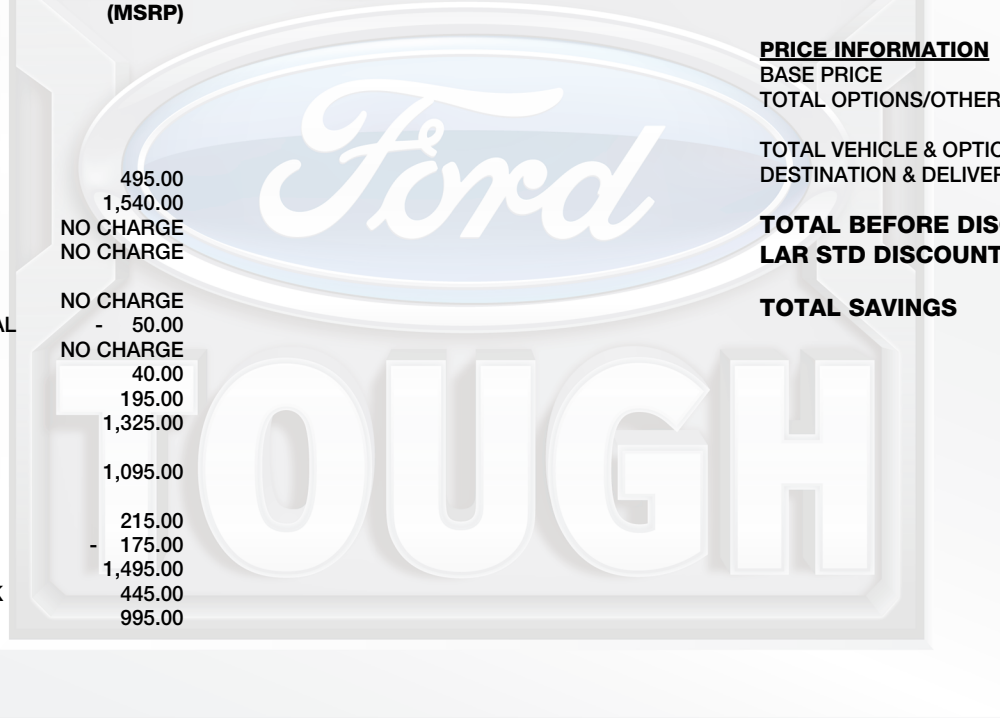 (MSRP)
495.00
1,540.00
NO CHARGE
NO CHARGE
NO CHARGE
AL - 50.00
NO CHARGE
40.00
195.00
1,325.00
1,095.00
215.00
- 175.00
1,495.00
K 445.00
995.00
PRICE INFORMATION
BASE PRICE
TOTAL OPTIONS/OTHER
TOTAL VEHICLE & OPTIO
DESTINATION & DELIVER
TOTAL BEFORE DIS
LAR STD DISCOUNT
TOTAL SAVINGS
Ford
TOUGH